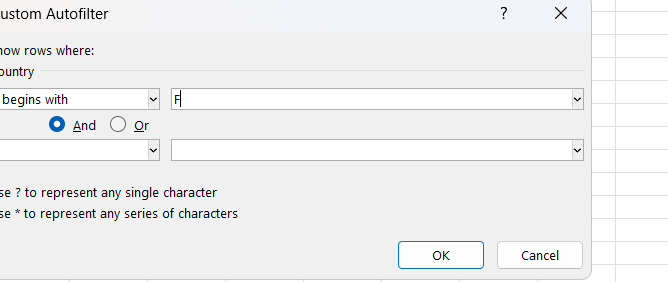 ustom Autofilter ?
now rows where:
ountry
begins with F
And Or
se ? to represent any single character
se * to represent any series of characters
OK Cancel